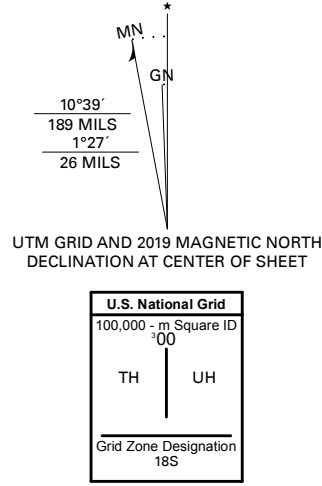 ★
MN
GN
10°39´
189 MILS
1°27´
26 MILS
UTM GRID AND 2019 MAGNETIC NORTH
DECLINATION AT CENTER OF SHEET
U.S. National Grid
100,000 - m Square ID
³00
TH UH
Grid Zone Designation
18S